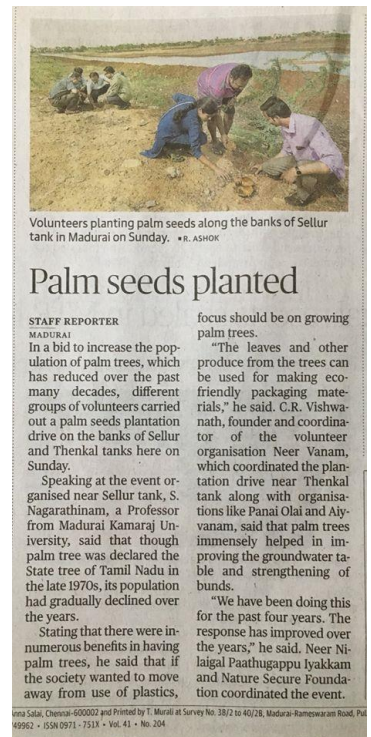 Volunteers planting palm seeds along the banks of Sellur
tank in Madurai on Sunday. ▪R. ASHOK
Palm seeds planted
STAFF REPORTER
MADURAI
In a bid to increase the pop-
ulation of palm trees, which
has reduced over the past
many decades, different
groups of volunteers carried
out a palm seeds plantation
drive on the banks of Sellur
and Thenkal tanks here on
Sunday.
Speaking at the event or-
ganised near Sellur tank, S.
Nagarathinam, a Professor
from Madurai Kamaraj Un-
iversity, said that though
palm tree was declared the
State tree of Tamil Nadu in
the late 1970s, its population
had gradually declined over
the years.
Stating that there were in-
numerous benefits in having
palm trees, he said that if
the society wanted to move
away from use of plastics,
focus should be on growing
palm trees.
"The leaves and other
produce from the trees can
be used for making eco-
friendly packaging mate-
rials," he said. C.R. Vishwa-
nath, founder and coordina-
tor of the volunteer
organisation Neer Vanam,
which coordinated the plan-
tation drive near Thenkal
tank along with organisa-
tions like Panai Olai and Aiy-
vanam, said that palm trees
immensely helped in im-
proving the groundwater ta-
ble and strengthening of
bunds.
"We have been doing this
for the past four years. The
response has improved over
the years," he said. Neer Ni-
laigal Paathugappu Iyakkam
and Nature Secure Founda-
tion coordinated the event.
Salai, Chennai-600002 and Printed by T. Murali at Survey No. 38/2 to 40/2B, Madurai-Rameswaram Road,
49962 • ISSN 0971 - 751X • Vol. 41 • No. 204